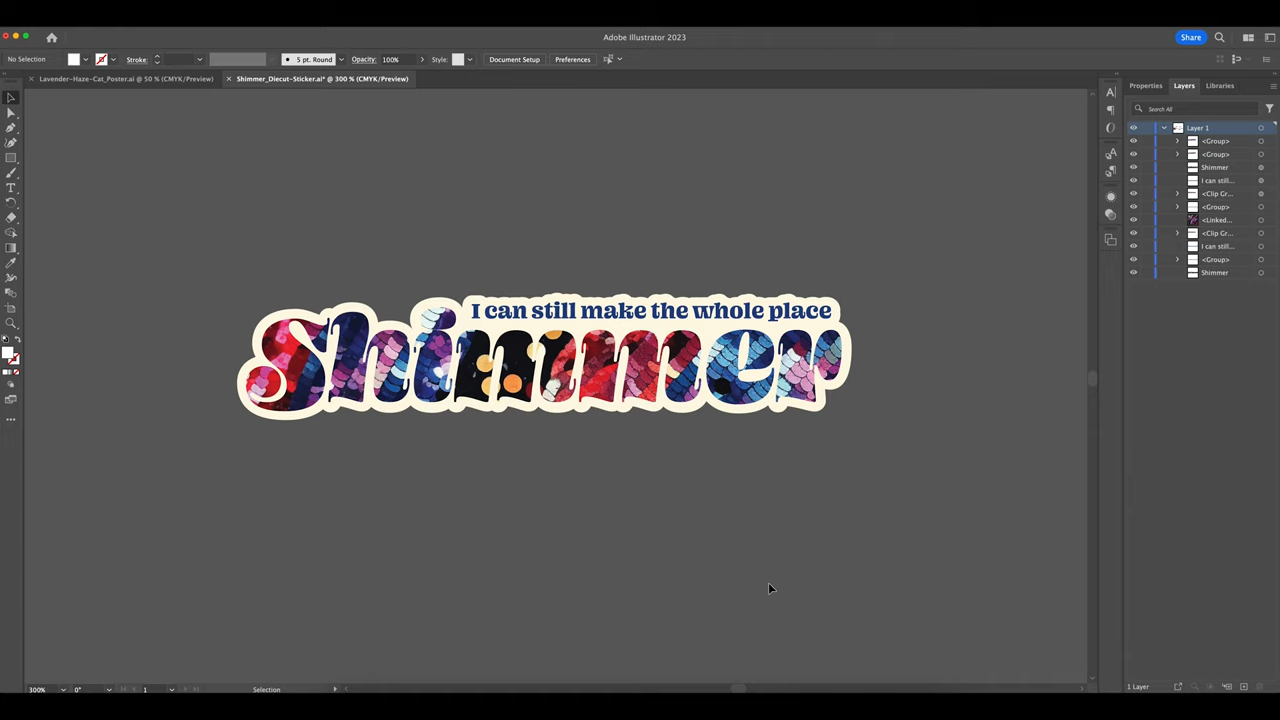 Adobe Illustrator 2023
Share
No Selection
Stroke:
5 pt. Round
Opacity:
100%
Style:
Document Setup
Preferences
Lavender-Haze-Cat_Poster.ai @ 50 % (CMYK/Preview)
Shimmer_Diecut-Sticker.ai* @ 300 % (CMYK/Preview)
Properties
Layers
Libraries
Search All
Layer 1
<Group>
<Group>
Shimmer
I can still...
<Clip Gr...
<Group>
<Linked...
<Clip Gr...
I can still...
<Group>
Shimmer
I can still make the whole place
Shimmer
300%
0°
1
Selection
1 Layer